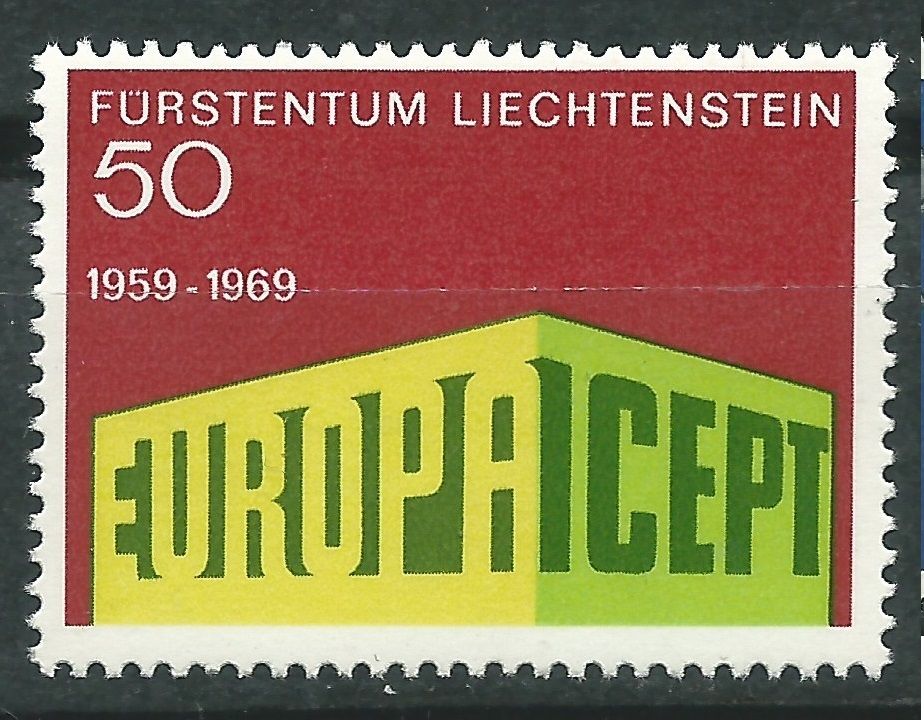 FÜRSTENTUM LIECHTENSTEIN
50
1959-1969
EUROPA CEPT